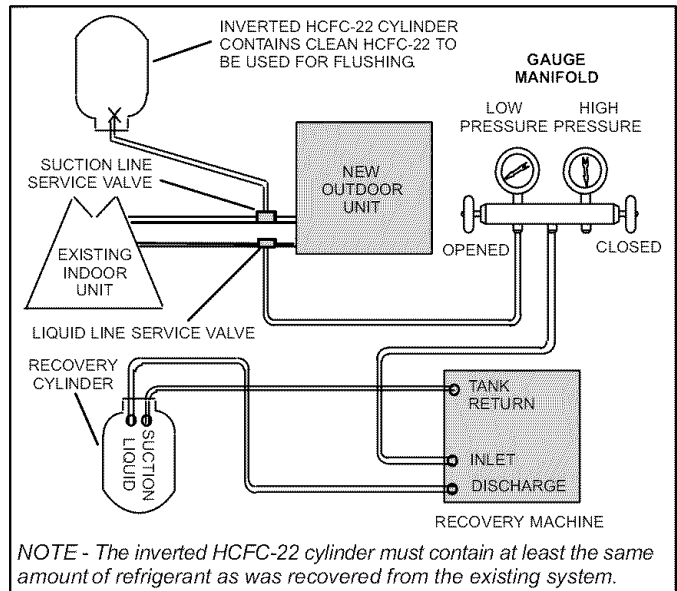 INVERTED HCFC-22 CYLINDER
CONTAINS CLEAN HCFC-22 TO
BE USED FOR FLUSHING.
GAUGE
MANIFOLD
LOW
PRESSURE
HIGH
PRESSURE
SUCTION LINE
SERVICE VALVE
NEW
OUTDOOR
UNIT
EXISTING
INDOOR
UNIT
OPENED
CLOSED
LIQUID LINE SERVICE VALVE
RECOVERY
CYLINDER
TANK
RETURN
LIQUID
SUCTION
INLET
DISCHARGE
RECOVERY MACHINE
NOTE - The inverted HCFC-22 cylinder must contain at least the same
amount of refrigerant as was recovered from the existing system.